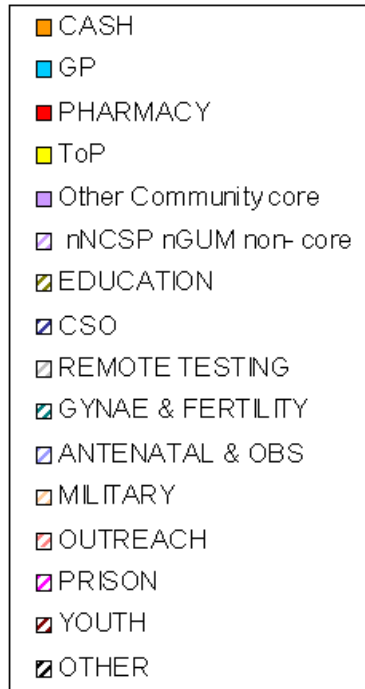 CASH
GP
PHARMACY
ToP
Other Community core
nNCSP nGUM non- core
EDUCATION
CSO
REMOTE TESTING
GYNAE & FERTILITY
ANTENATAL & OBS
MILITARY
OUTREACH
PRISON
YOUTH
OTHER